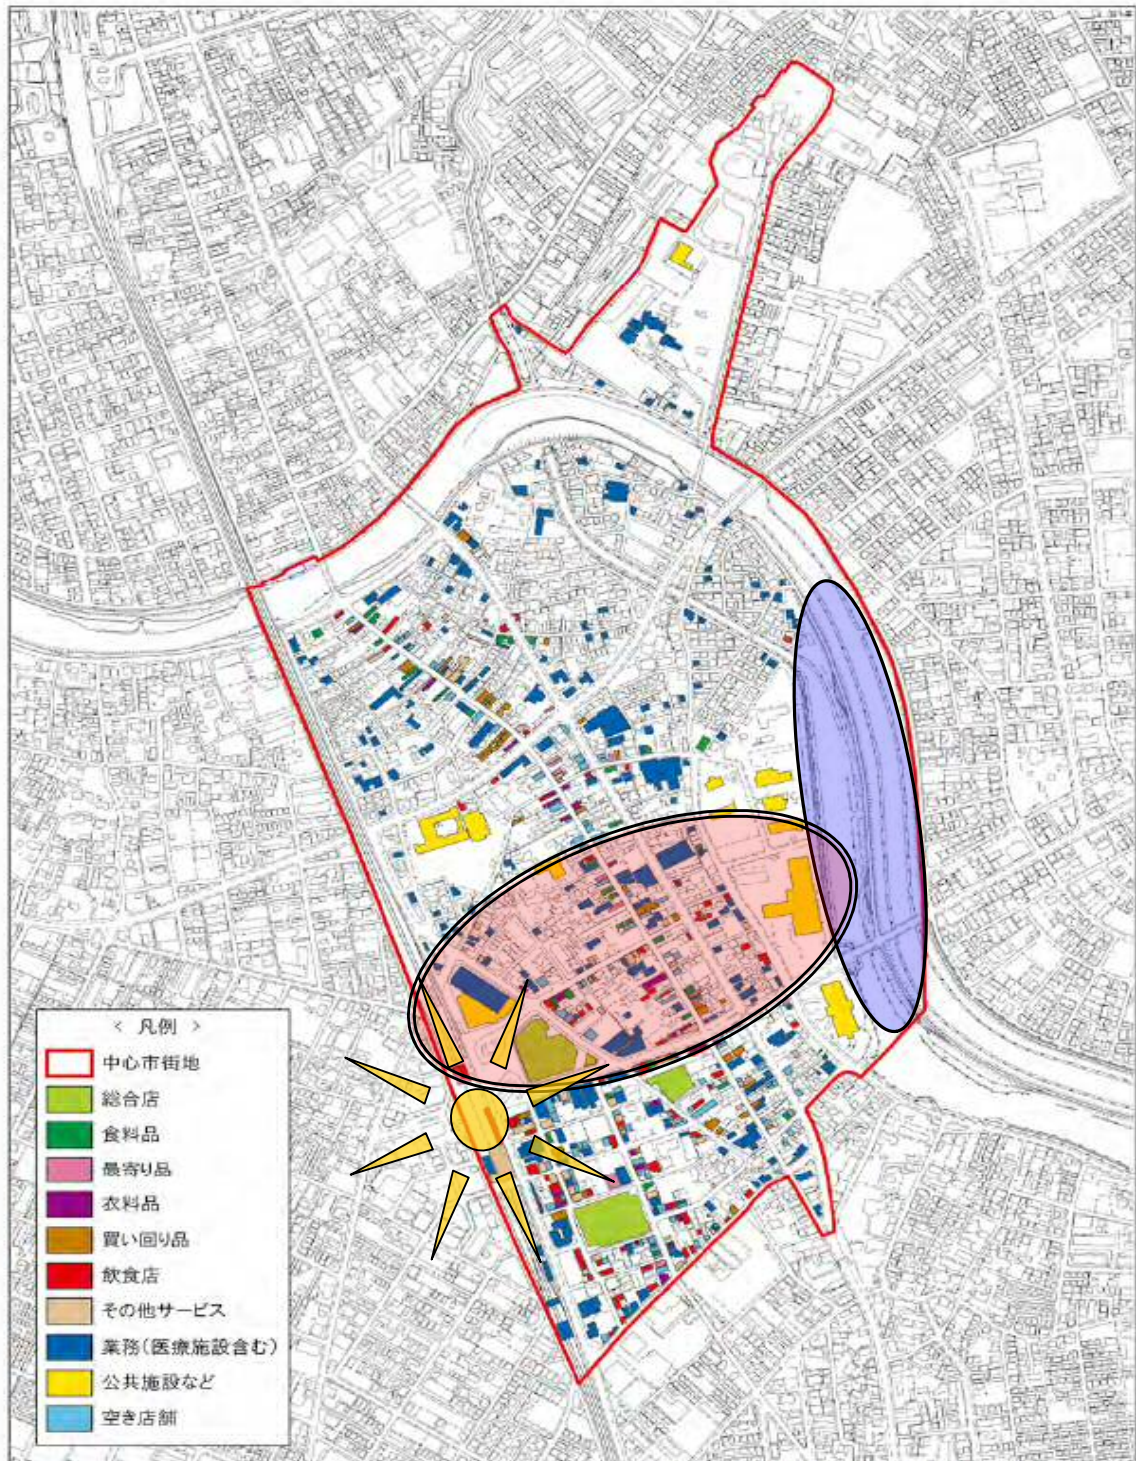 < 凡例 >
中心市街地
総合店
食料品
最寄り品
衣料品
買い回り品
飲食店
その他サービス
業務(医療施設含む)
公共施設など
空き店舗